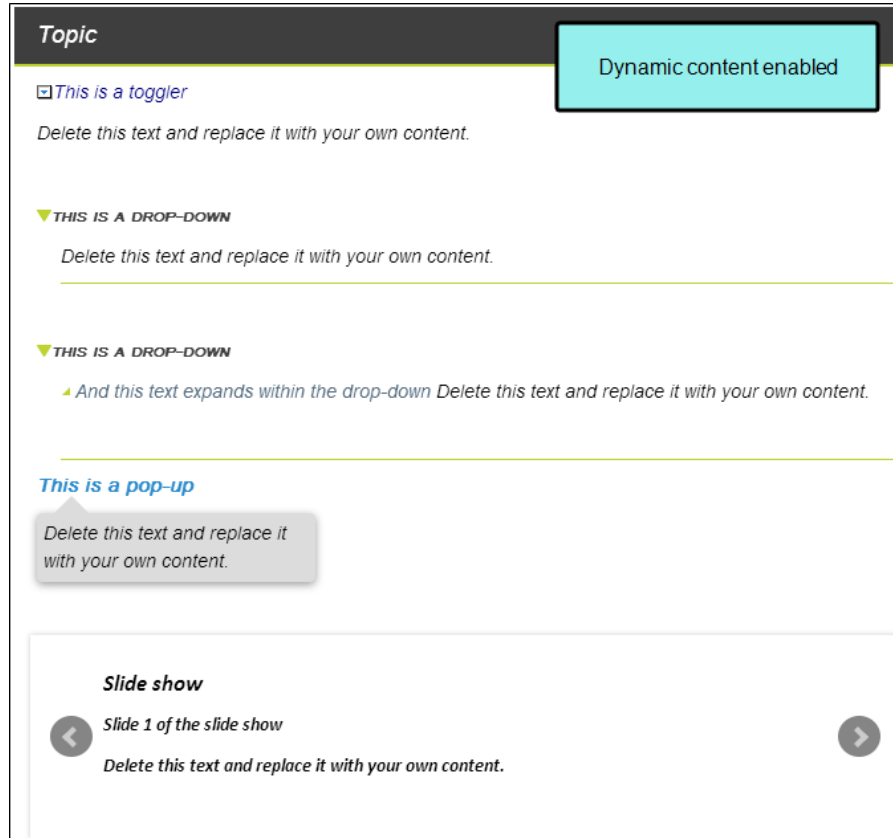 Topic
Dynamic content enabled
This is a toggler
Delete this text and replace it with your own content.
THIS IS A DROP-DOWN
Delete this text and replace it with your own content.
THIS IS A DROP-DOWN
And this text expands within the drop-down Delete this text and replace it with your own content.
This is a pop-up
Delete this text and replace it
with your own content.
Slide show
Slide 1 of the slide show
Delete this text and replace it with your own content.